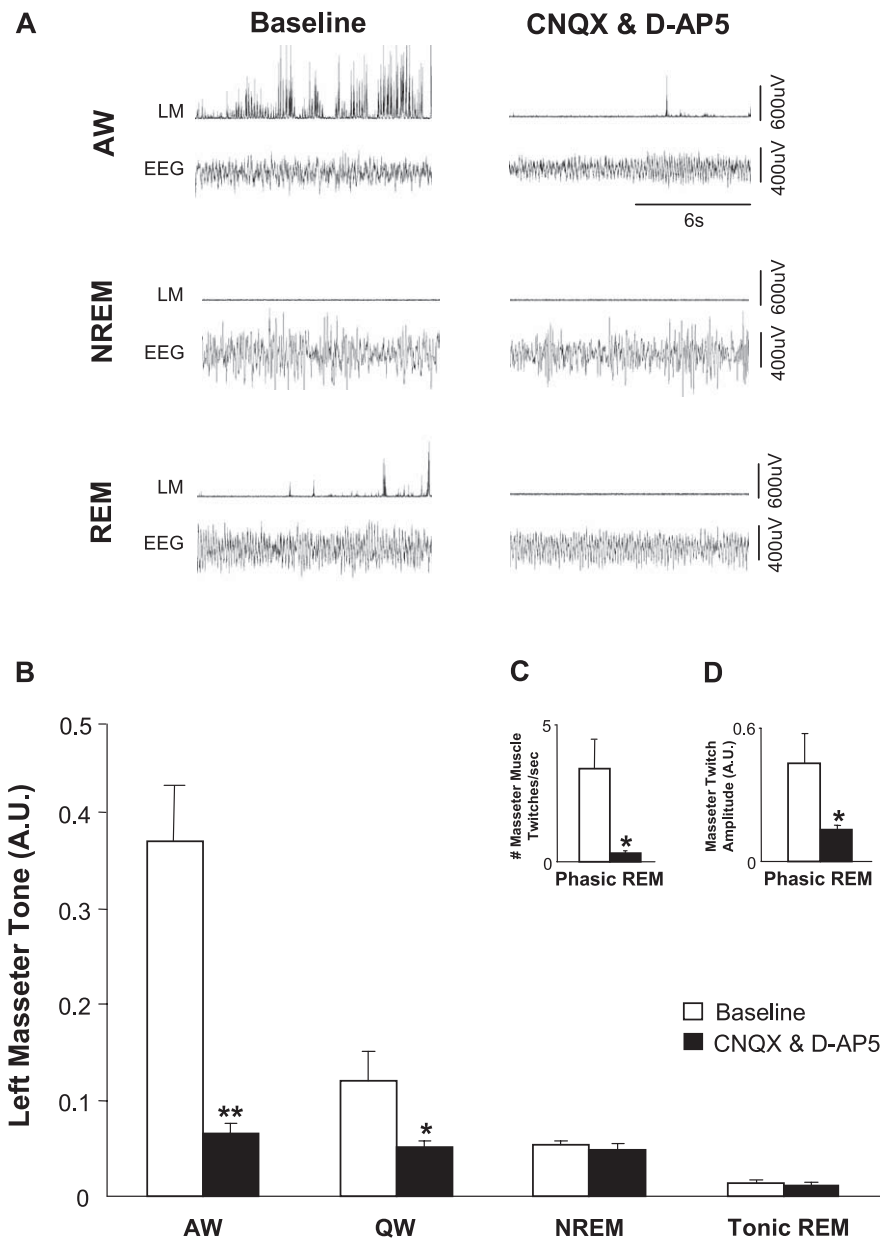 A
Baseline
CNQX & D-AP5
AW
LM
600uV
EEG
400uV
6s
NREM
LM
600uV
EEG
400uV
REM
LM
600uV
EEG
400uV
B
Left Masseter Tone (A.U.)
0.5
0.4
0.3
0.2
0.1
0
**
*
AW
QW
NREM
Tonic REM
C
# Masseter Muscle
Twitches/sec
5
0
*
Phasic REM
D
Masseter Twitch
Amplitude (A.U.)
0.6
0
*
Phasic REM
Baseline
CNQX & D-AP5